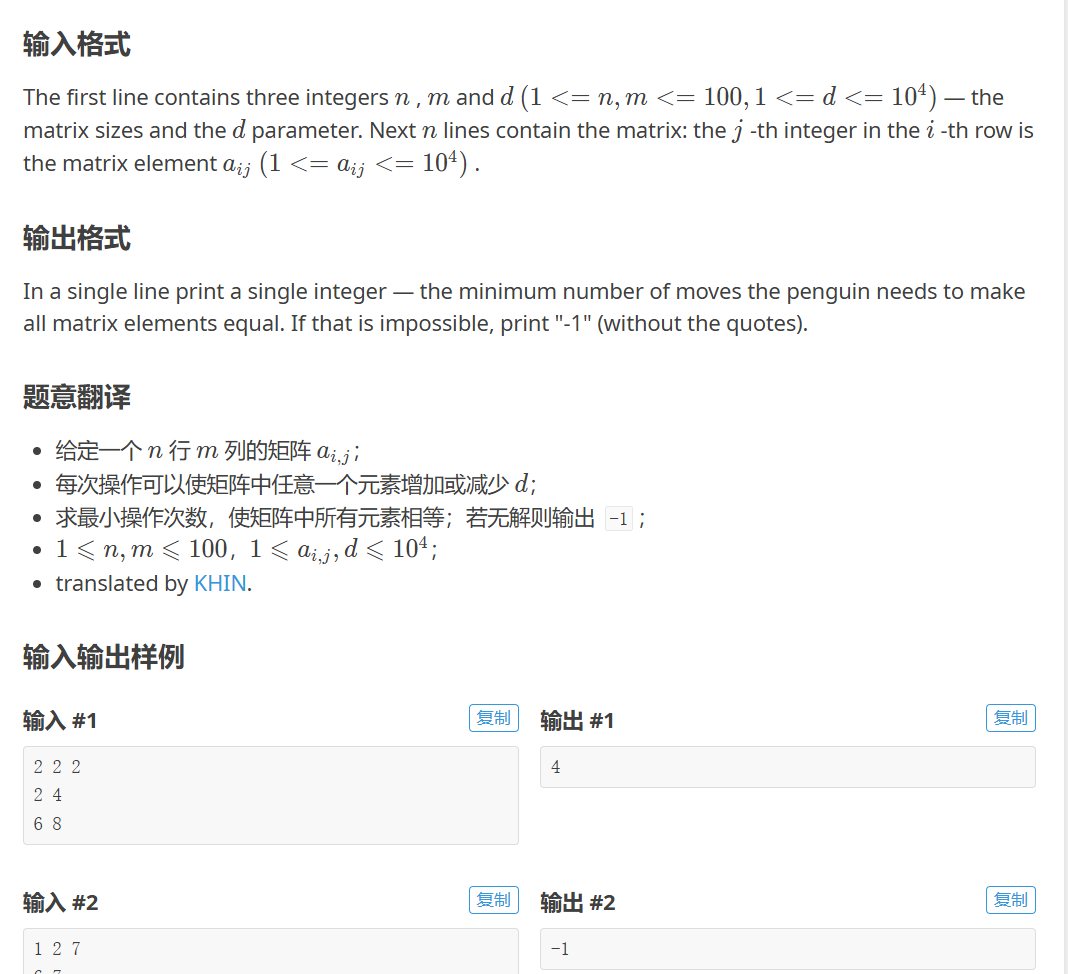 输入格式
The first line contains three integers n , m and d (1 <= n, m <= 100, 1 <= d <= 10^4) — the
matrix sizes and the d parameter. Next n lines contain the matrix: the j -th integer in the i -th row is
the matrix element a_{ij} (1 <= a_{ij} <= 10^4) .
输出格式
In a single line print a single integer — the minimum number of moves the penguin needs to make
all matrix elements equal. If that is impossible, print "-1" (without the quotes).
题意翻译
• 给定一个 n 行 m 列的矩阵 a_{i,j}；
• 每次操作可以使矩阵中任意一个元素增加或减少 d；
• 求最小操作次数，使矩阵中所有元素相等；若无解则输出 -1；
• 1 ⩽ n, m ⩽ 100，1 ⩽ a_{i,j}, d ⩽ 10^4；
• translated by KHIN.
输入输出样例
输入 #1 复制 输出 #1 复制
2 2 2
4
2 4
6 8
输入 #2 复制 输出 #2 复制
1 2 7
-1
6 7